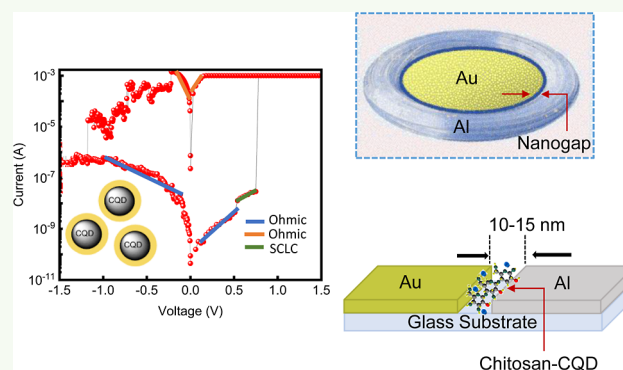 Current (A)
10-3
10-5
10-7
10-9
10-11
-1.5 -1.0 -0.5 0.0 0.5 1.0 1.5
Voltage (V)
CQD
CQD
CQD
Ohmic
Ohmic
SCLC
Au
Al
Nanogap
10-15 nm
Au
Al
Glass Substrate
Chitosan-CQD